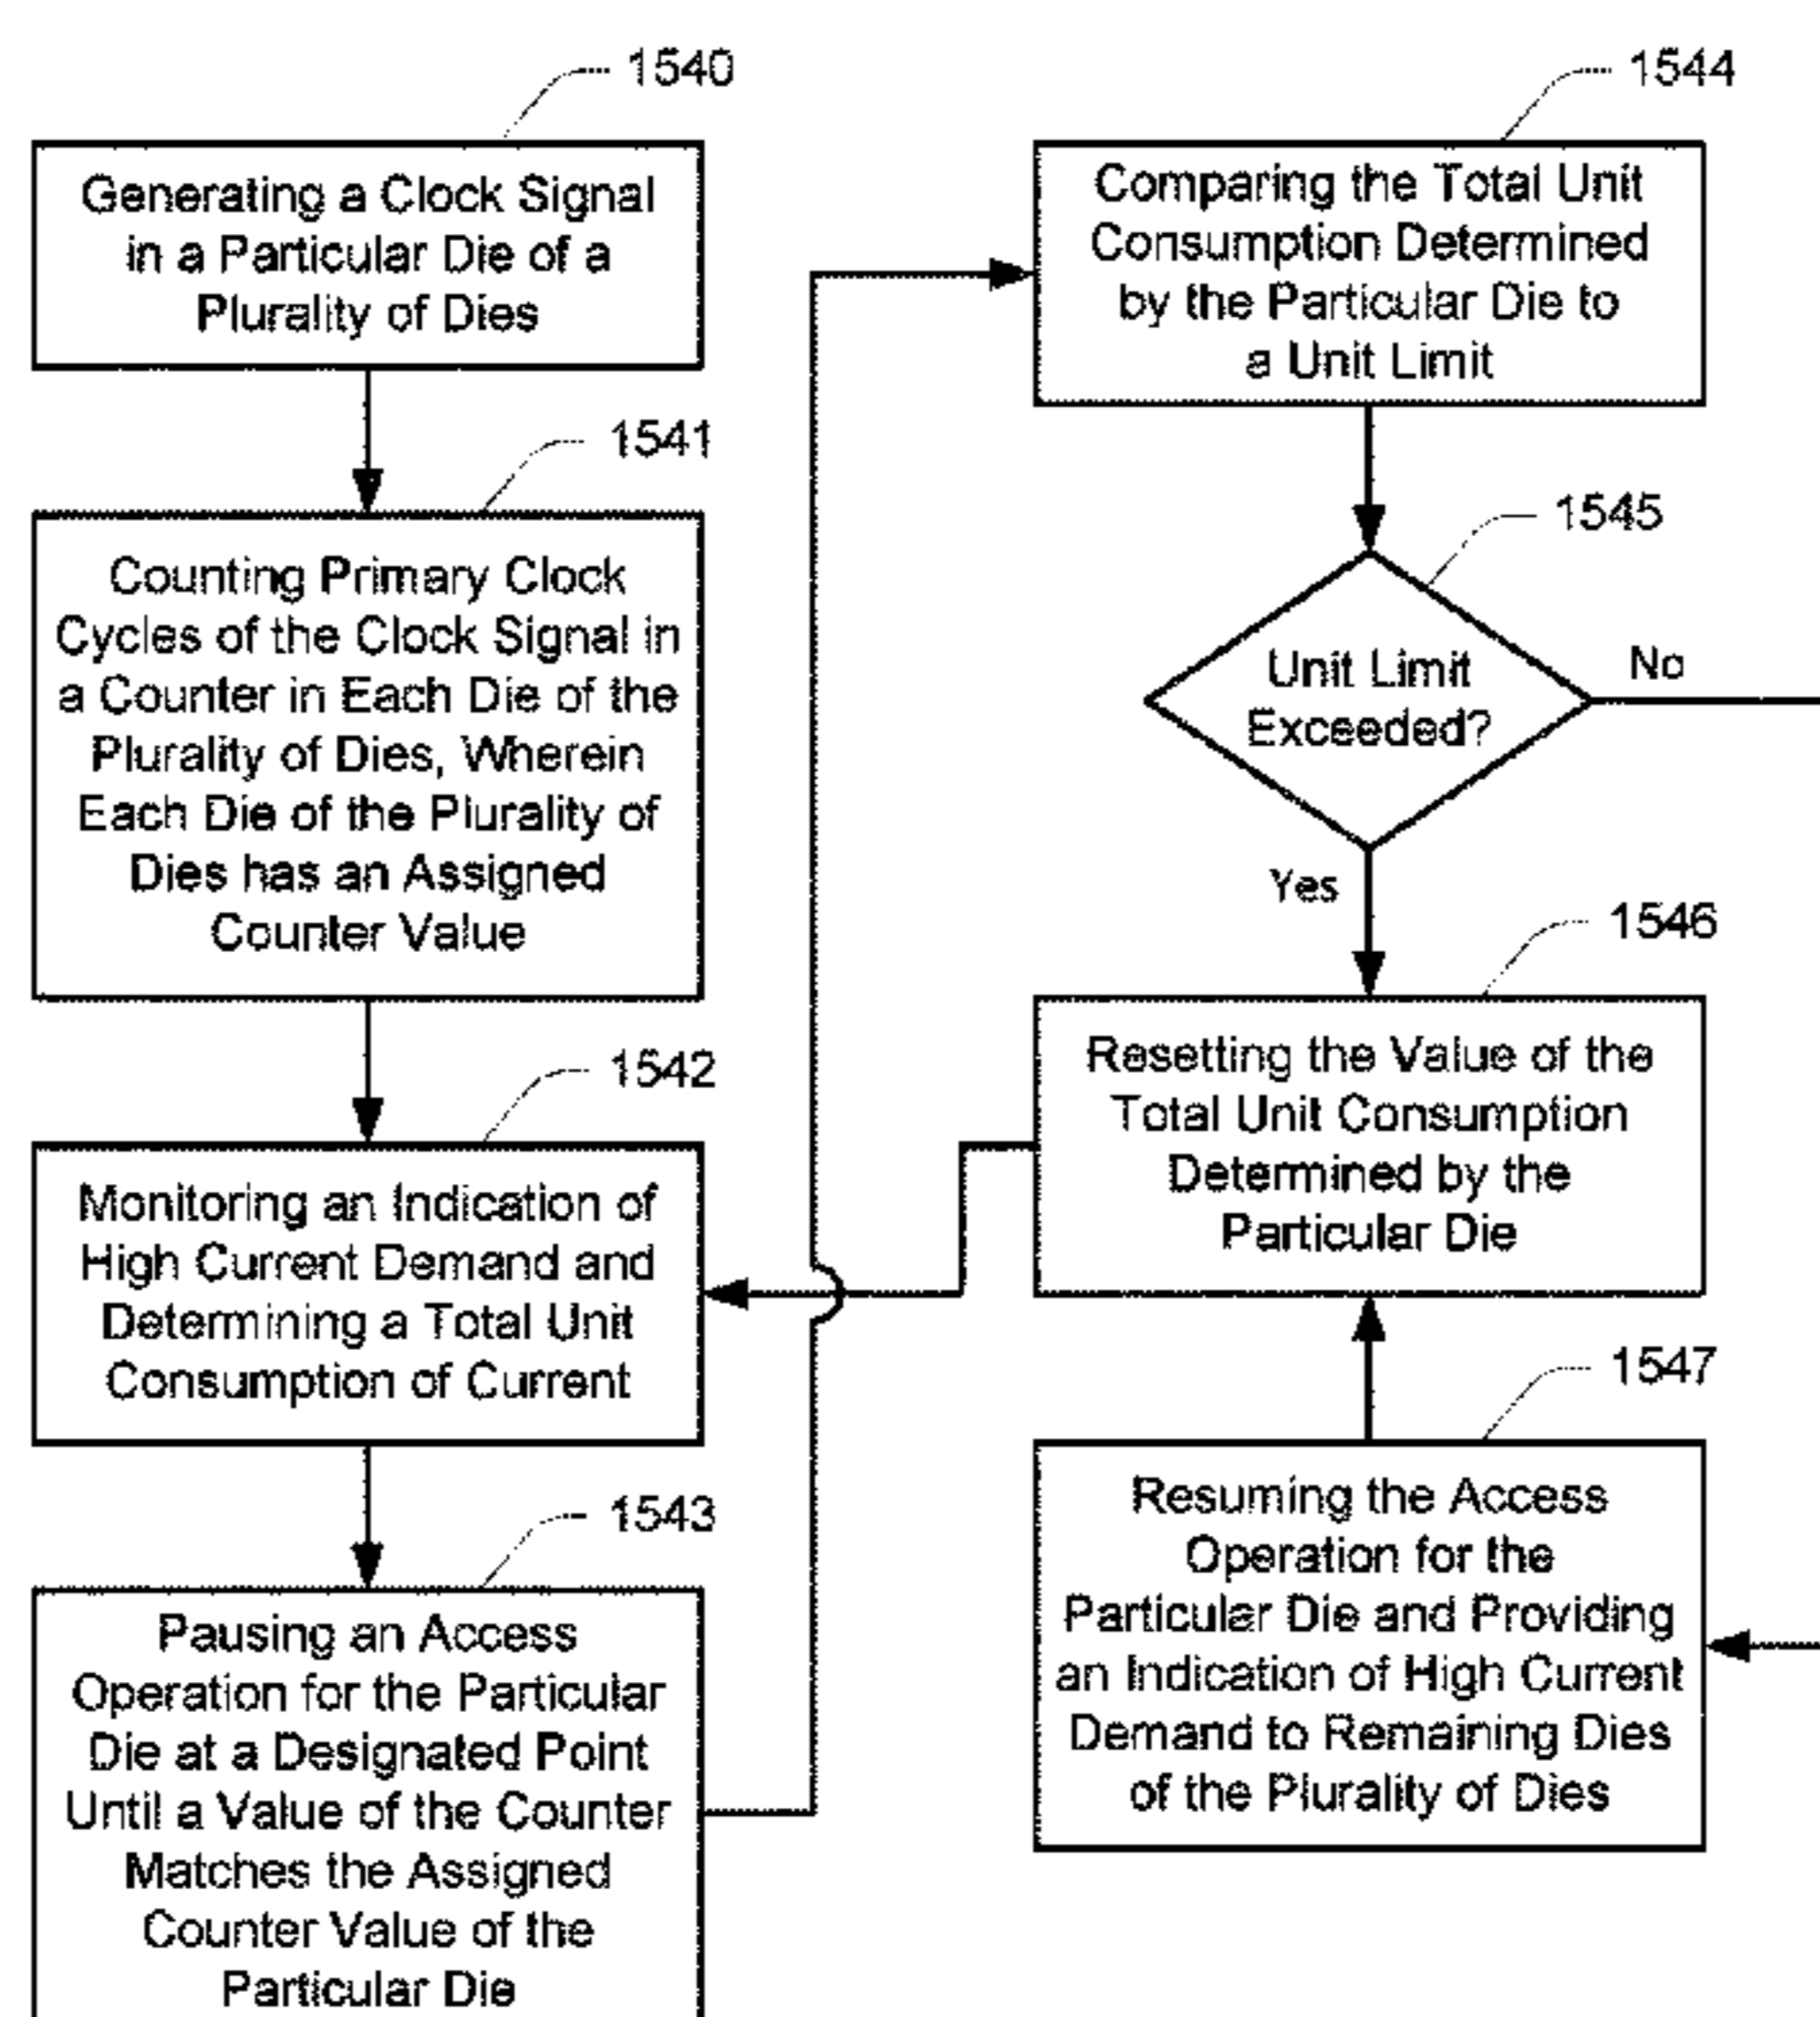 1540
Generating a Clock Signal
in a Particular Die of a
Plurality of Dies
1541
Counting Primary Clock
Cycles of the Clock Signal in
a Counter in Each Die of the
Plurality of Dies, Wherein
Each Die of the Plurality of
Dies has an Assigned
Counter Value
1542
Monitoring an Indication of
High Current Demand and
Determining a Total Unit
Consumption of Current
1543
Pausing an Access
Operation for the Particular
Die at a Designated Point
Until a Value of the Counter
Matches the Assigned
Counter Value of the
Particular Die
1544
Comparing the Total Unit
Consumption Determined
by the Particular Die to
a Unit Limit
1545
Unit Limit
Exceeded?
No
Yes
1546
Resetting the Value of the
Total Unit Consumption
Determined by the
Particular Die
1547
Resuming the Access
Operation for the
Particular Die and Providing
an Indication of High Current
Demand to Remaining Dies
of the Plurality of Dies